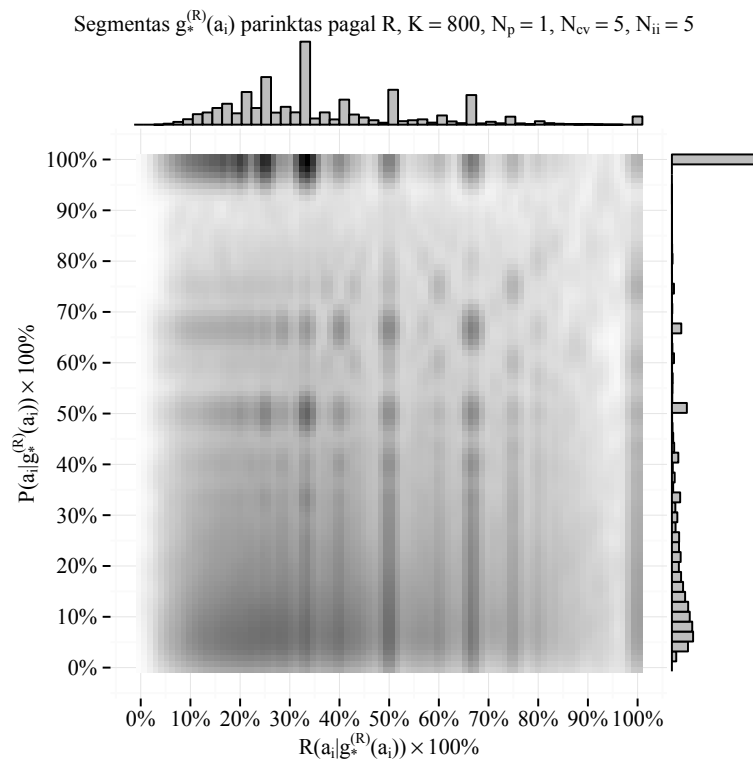 Segmentas g∗(R)(ai) parinktas pagal R, K = 800, Np = 1, Ncv = 5, Nii = 5
100%
90%
80%
70%
60%
50%
40%
30%
20%
10%
0%
P(ai|g∗(R)(ai)) × 100%
0% 10% 20% 30% 40% 50% 60% 70% 80% 90% 100%
R(ai|g∗(R)(ai)) × 100%